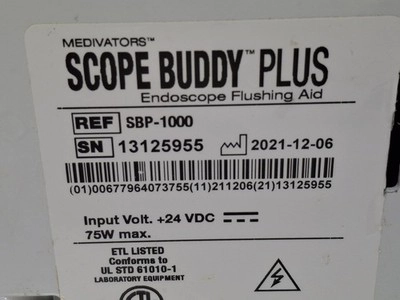 MEDIVATORS™
SCOPE BUDDY™ PLUS
Endoscope Flushing Aid
REF SBP-1000
SN 13125955 2021-12-06
(01)00677964073755(11)211206(21)13125955
Input Volt. +24 VDC
75W max.
ETL LISTED
Conforms to
UL STD 61010-1
LABORATORY EQUIPMENT